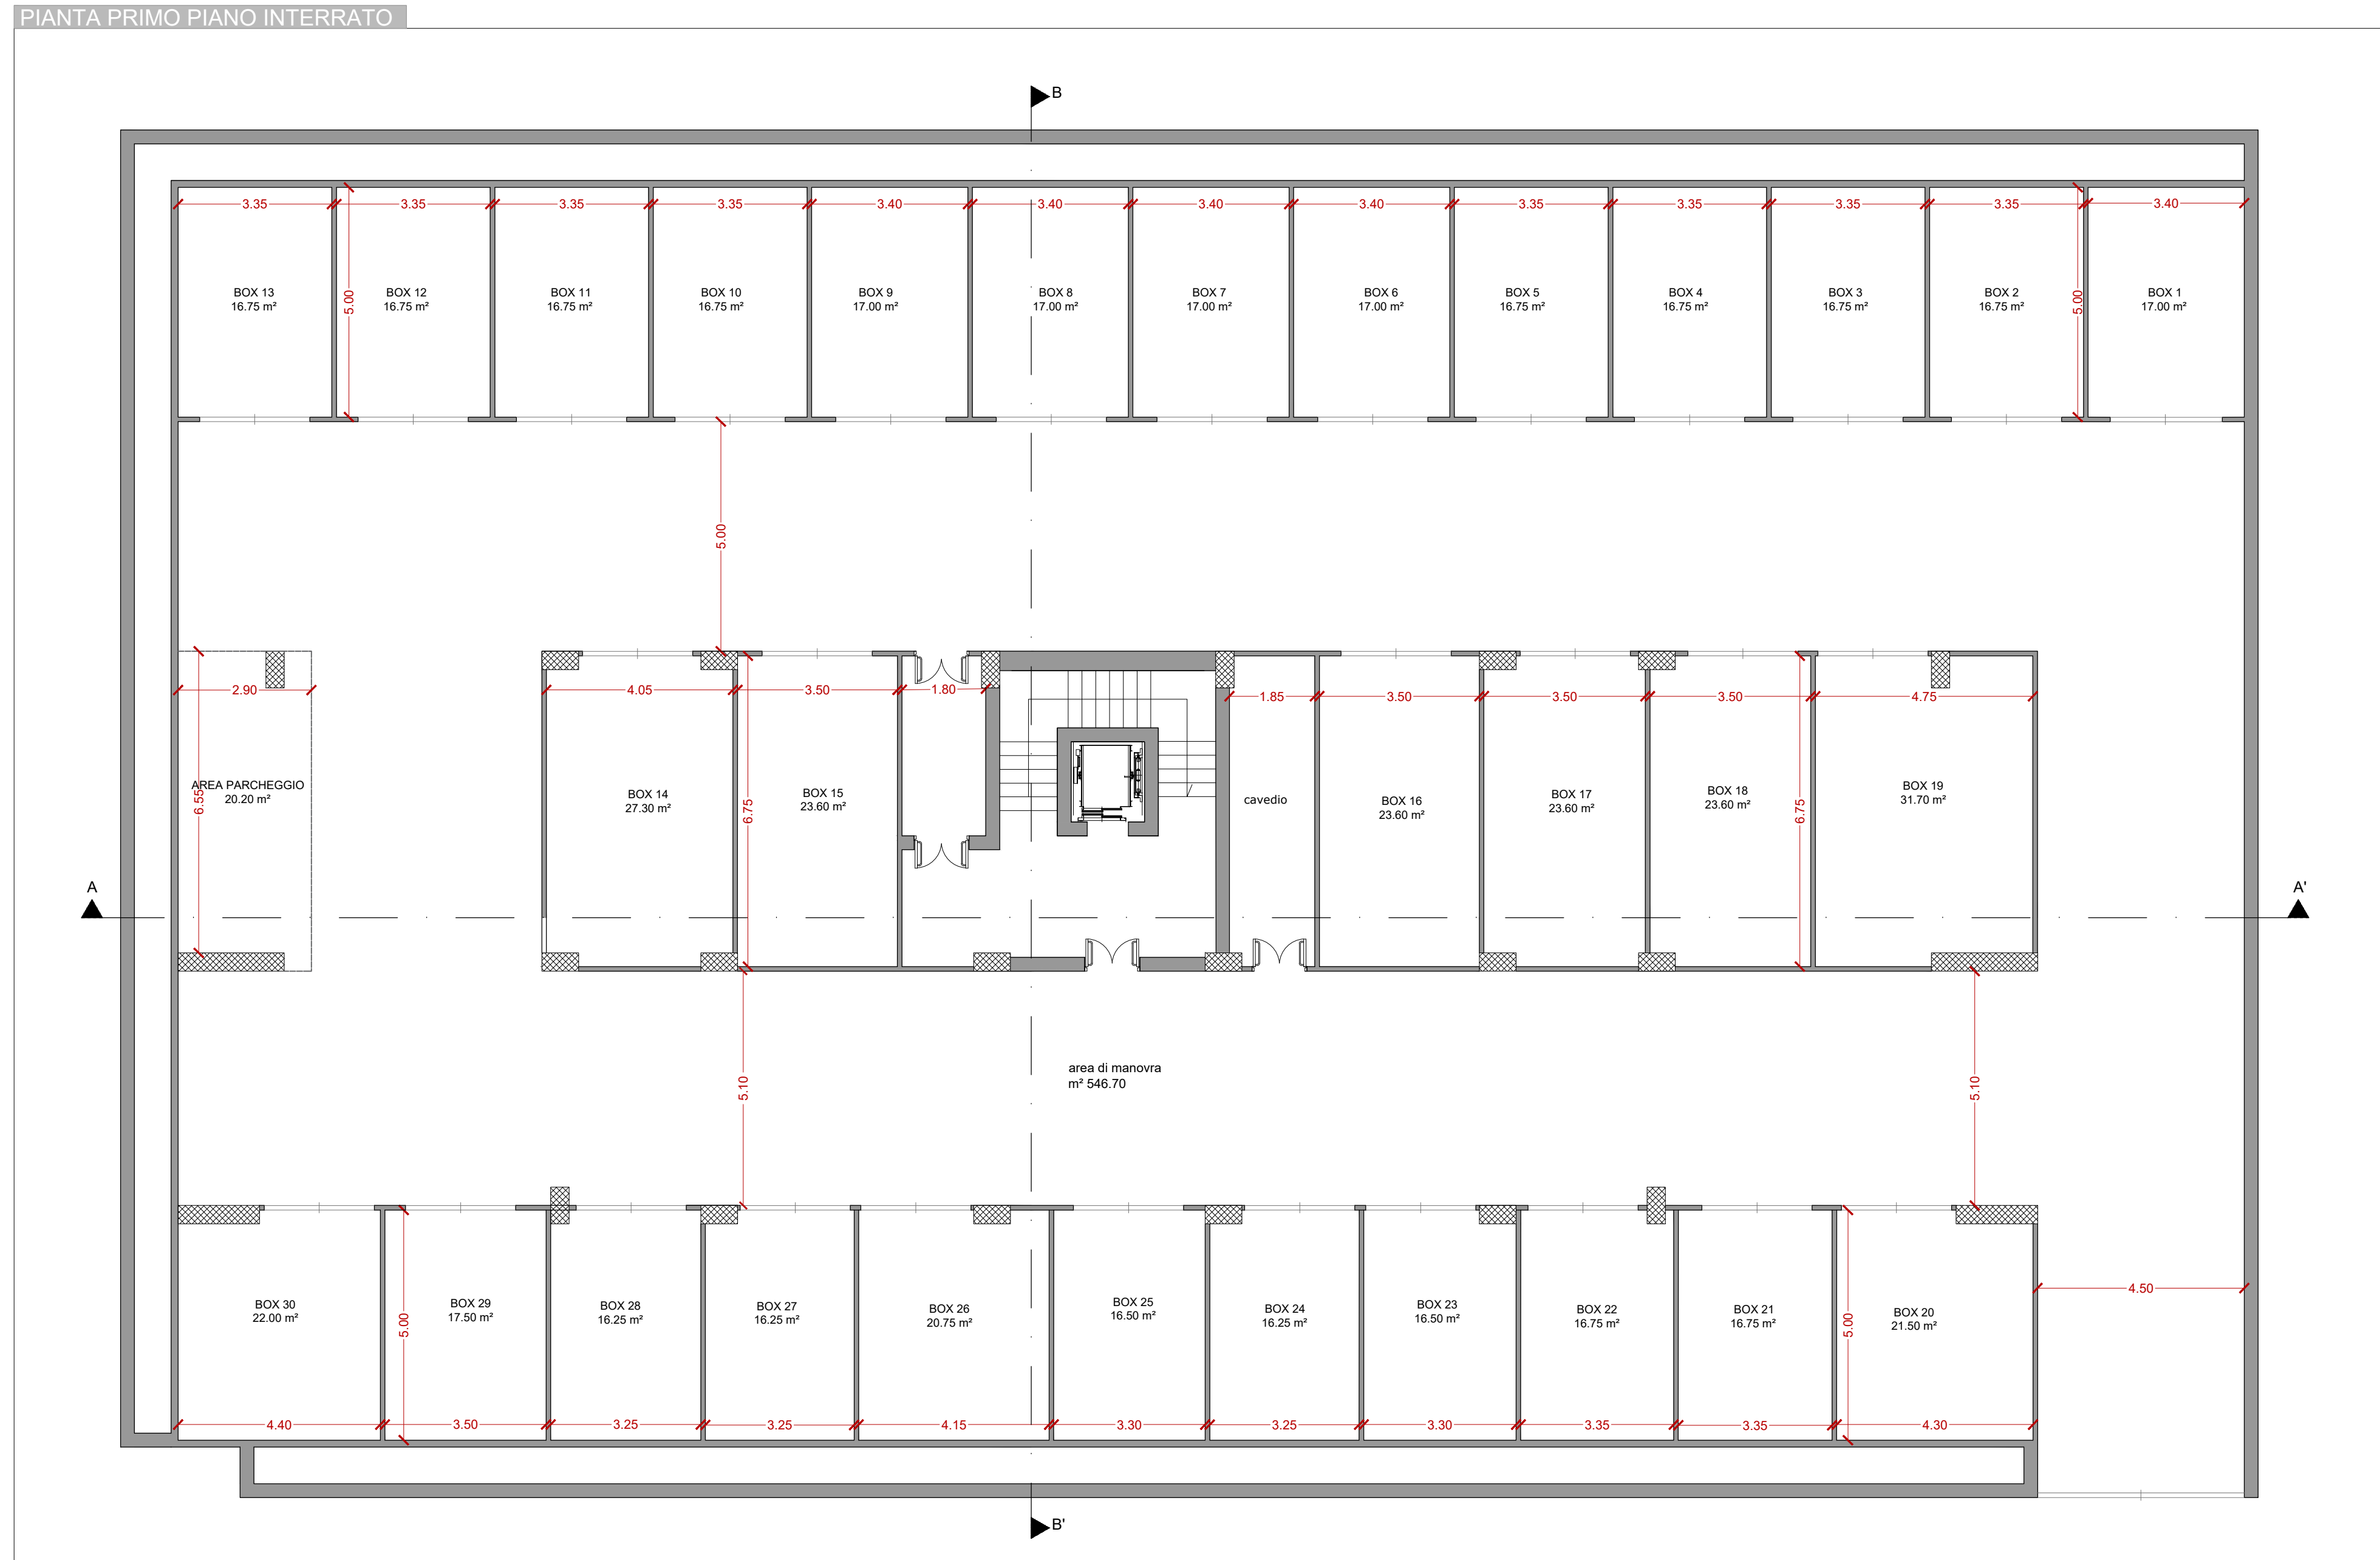 PIANTA PRIMO PIANO INTERRATO
B
3.35
3.35
3.35
3.35
3.40
3.40
3.40
3.40
3.35
3.35
3.35
3.35
3.40
5.00
5.00
BOX 13
16.75 m²
BOX 12
16.75 m²
BOX 11
16.75 m²
BOX 10
16.75 m²
BOX 9
17.00 m²
BOX 8
17.00 m²
BOX 7
17.00 m²
BOX 6
17.00 m²
BOX 5
16.75 m²
BOX 4
16.75 m²
BOX 3
16.75 m²
BOX 2
16.75 m²
BOX 1
17.00 m²
5.00
2.90
4.05
3.50
1.80
1.85
3.50
3.50
3.50
4.75
6.55
AREA PARCHEGGIO
20.20 m²
BOX 14
27.30 m²
6.75
BOX 15
23.60 m²
cavedio
BOX 16
23.60 m²
BOX 17
23.60 m²
BOX 18
23.60 m²
6.75
BOX 19
31.70 m²
A
A'
5.10
area di manovra
m² 546.70
5.10
4.50
BOX 30
22.00 m²
5.00
BOX 29
17.50 m²
BOX 28
16.25 m²
BOX 27
16.25 m²
BOX 26
20.75 m²
BOX 25
16.50 m²
BOX 24
16.25 m²
BOX 23
16.50 m²
BOX 22
16.75 m²
BOX 21
16.75 m²
5.00
BOX 20
21.50 m²
4.40
3.50
3.25
3.25
4.15
3.30
3.25
3.30
3.35
3.35
4.30
B'